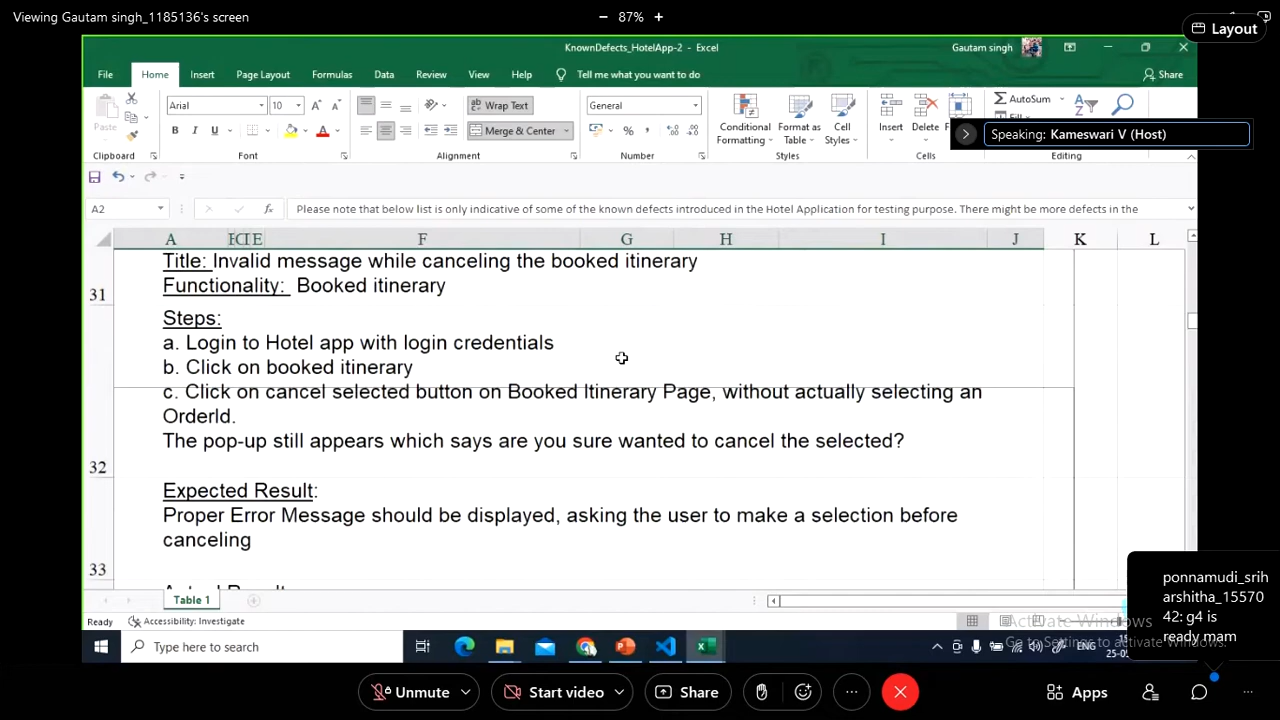 Viewing Gautam singh_1185136's screen
87%
Layout
KnownDefects_HotelApp-2 - Excel
Gautam singh
File Home Insert Page Layout Formulas Data Review View Help Tell me what you want to do Share
Paste
Arial 10
Wrap Text
Merge & Center
General
Conditional Formatting
Format as Table
Cell Styles
Insert Delete
AutoSum
Clipboard Font Alignment Number Styles Cells Editing
Speaking: Kameswari V (Host)
A2
Please note that below list is only indicative of some of the known defects introduced in the Hotel Application for testing purpose. There might be more defects in the
A F G H I J K L
Title: Invalid message while canceling the booked itinerary
31
Functionality: Booked itinerary
Steps:
a. Login to Hotel app with login credentials
b. Click on booked itinerary
c. Click on cancel selected button on Booked Itinerary Page, without actually selecting an
OrderId.
The pop-up still appears which says are you sure wanted to cancel the selected?
32
Expected Result:
Proper Error Message should be displayed, asking the user to make a selection before
canceling
33
Table 1
Ready
Accessibility: Investigate
ponnamudi_srih
arshitha_15570
42: g4 is
ready mam
Activate Windows
Go to Settings to activate Windows.
Type here to search
ENG
Unmute
Start video
Share
Apps